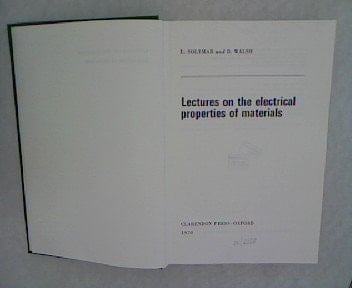 L. SOLYMAR and D. WALSH
Lectures on the electrical
properties of materials
CLARENDON PRESS · OXFORD
1970